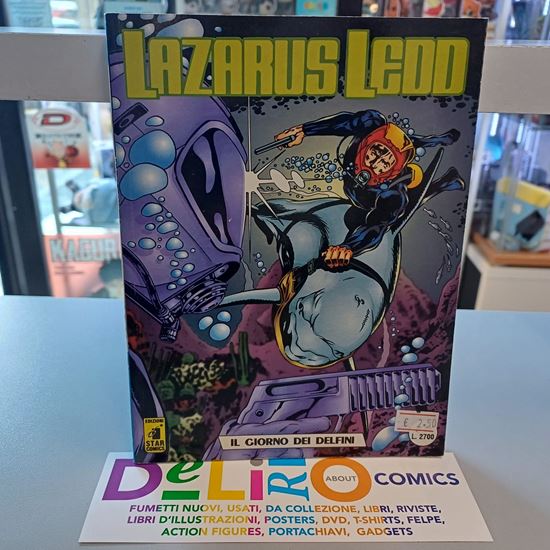 LAZARUS LEDD
KABUR
EDIZIONI
STAR
COMICS
IL GIORNO DEI DELFINI
€ 2.50
L. 2700
DeLiRiO ABOUT COMICS
FUMETTI NUOVI, USATI, DA COLLEZIONE, LIBRI, RIVISTE,
LIBRI D'ILLUSTRAZIONI, POSTERS, DVD, T-SHIRTS, FELPE,
ACTION FIGURES, PORTACHIAVI, GADGETS